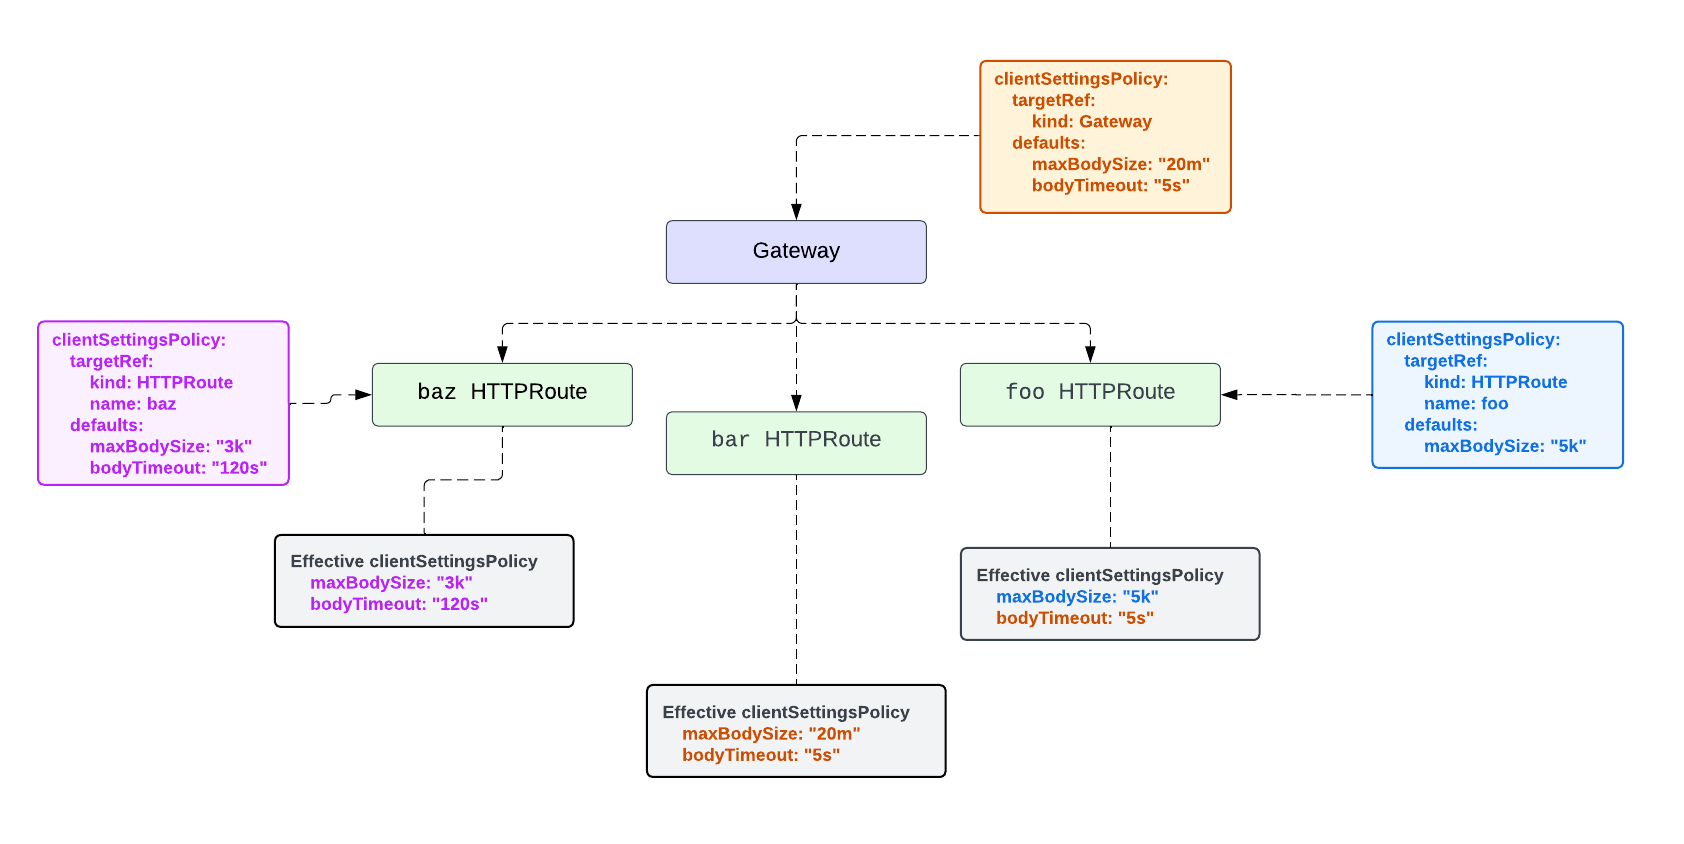 clientSettingsPolicy:
targetRef:
kind: Gateway
defaults:
maxBodySize: "20m"
bodyTimeout: "5s"
Gateway
clientSettingsPolicy:
targetRef:
kind: HTTPRoute
name: baz
defaults:
maxBodySize: "3k"
bodyTimeout: "120s"
baz HTTPRoute
bar HTTPRoute
foo HTTPRoute
clientSettingsPolicy:
targetRef:
kind: HTTPRoute
name: foo
defaults:
maxBodySize: "5k"
Effective clientSettingsPolicy
maxBodySize: "3k"
bodyTimeout: "120s"
Effective clientSettingsPolicy
maxBodySize: "5k"
bodyTimeout: "5s"
Effective clientSettingsPolicy
maxBodySize: "20m"
bodyTimeout: "5s"